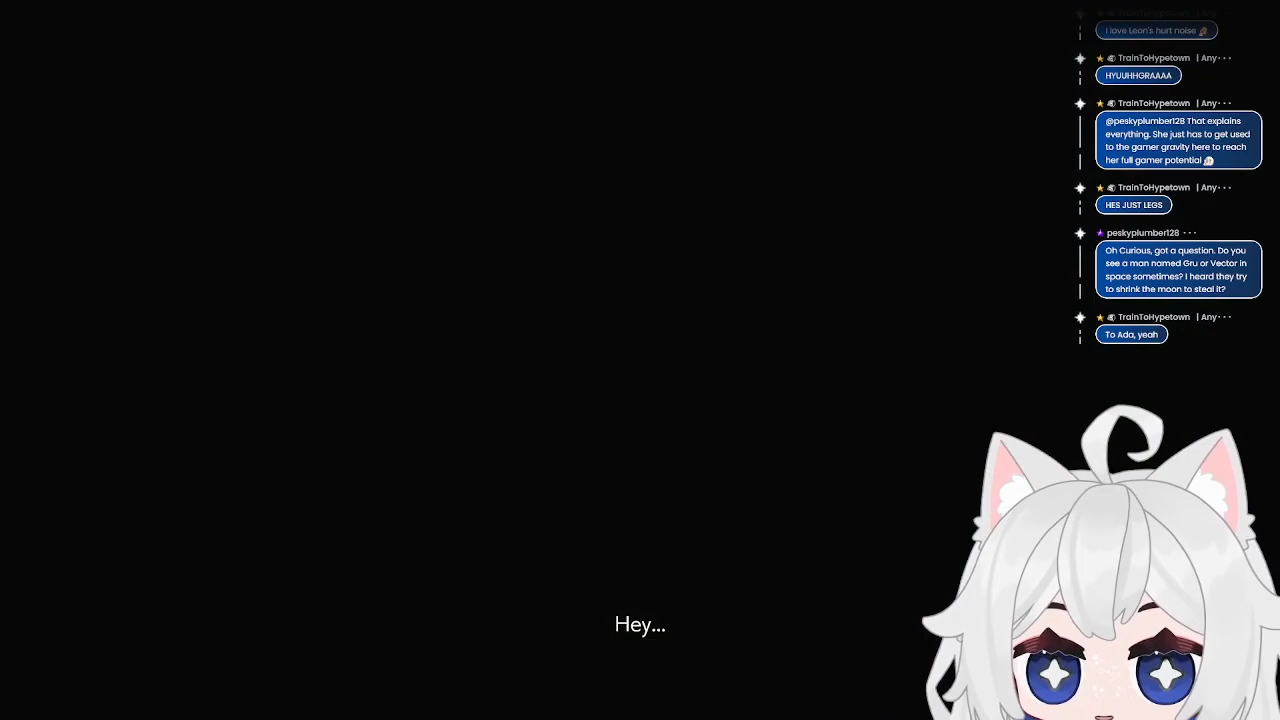 I love Leon's hurt noise
TrainToHypetown | Any···
HYUUHHGRAAAA
TrainToHypetown | Any···
@peskyplumber128 That explains
everything. She just has to get used
to the gamer gravity here to reach
her full gamer potential
TrainToHypetown | Any···
HES JUST LEGS
peskyplumber128 ···
Oh Curious, got a question. Do you
see a man named Gru or Vector in
space sometimes? I heard they try
to shrink the moon to steal it?
TrainToHypetown | Any···
To Ada, yeah
Hey...